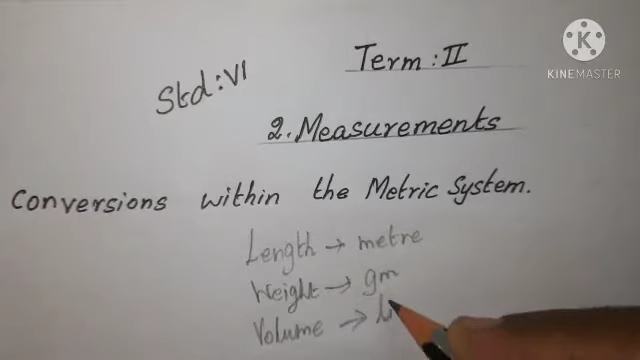 KINEMASTER
Term : II
Std : VI
2. Measurements
Conversions within the Metric System.
Length → metre
Weight → gm
Volume →